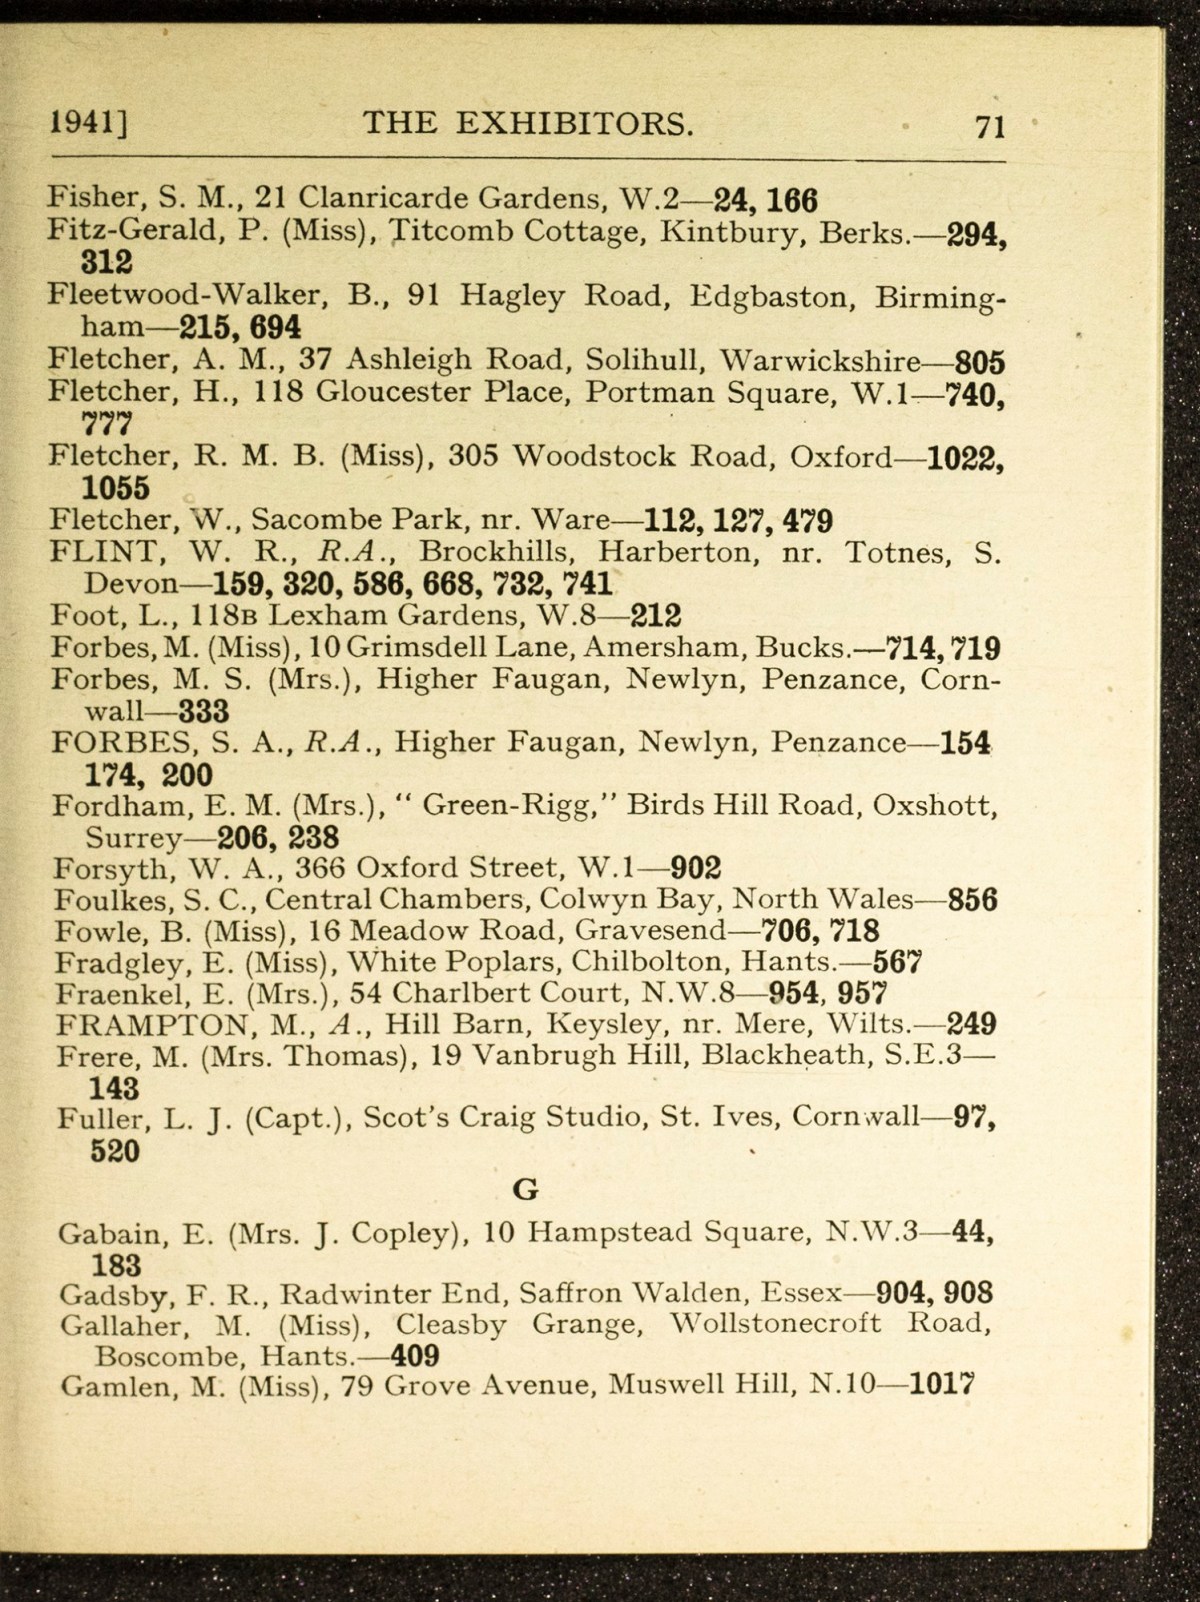 1941] THE EXHIBITORS. 71
Fisher, S. M., 21 Clanricarde Gardens, W.2—24, 166
Fitz-Gerald, P. (Miss), Titcomb Cottage, Kintbury, Berks.—294,
312
Fleetwood-Walker, B., 91 Hagley Road, Edgbaston, Birming-
ham—215, 694
Fletcher, A. M., 37 Ashleigh Road, Solihull, Warwickshire—805
Fletcher, H., 118 Gloucester Place, Portman Square, W.1—740,
777
Fletcher, R. M. B. (Miss), 305 Woodstock Road, Oxford—1022,
1055
Fletcher, W., Sacombe Park, nr. Ware—112, 127, 479
FLINT, W. R., R.A., Brockhills, Harberton, nr. Totnes, S.
Devon—159, 320, 586, 668, 732, 741
Foot, L., 118B Lexham Gardens, W.8—212
Forbes, M. (Miss), 10 Grimsdell Lane, Amersham, Bucks.—714, 719
Forbes, M. S. (Mrs.), Higher Faugan, Newlyn, Penzance, Corn-
wall—333
FORBES, S. A., R.A., Higher Faugan, Newlyn, Penzance—154
174, 200
Fordham, E. M. (Mrs.), “ Green-Rigg,” Birds Hill Road, Oxshott,
Surrey—206, 238
Forsyth, W. A., 366 Oxford Street, W.1—902
Foulkes, S. C., Central Chambers, Colwyn Bay, North Wales—856
Fowle, B. (Miss), 16 Meadow Road, Gravesend—706, 718
Fradgley, E. (Miss), White Poplars, Chilbolton, Hants.—567
Fraenkel, E. (Mrs.), 54 Charlbert Court, N.W.8—954, 957
FRAMPTON, M., A., Hill Barn, Keysley, nr. Mere, Wilts.—249
Frere, M. (Mrs. Thomas), 19 Vanbrugh Hill, Blackheath, S.E.3—
143
Fuller, L. J. (Capt.), Scot’s Craig Studio, St. Ives, Cornwall—97,
520
G
Gabain, E. (Mrs. J. Copley), 10 Hampstead Square, N.W.3—44,
183
Gadsby, F. R., Radwinter End, Saffron Walden, Essex—904, 908
Gallaher, M. (Miss), Cleasby Grange, Wollstonecroft Road,
Boscombe, Hants.—409
Gamlen, M. (Miss), 79 Grove Avenue, Muswell Hill, N.10—1017